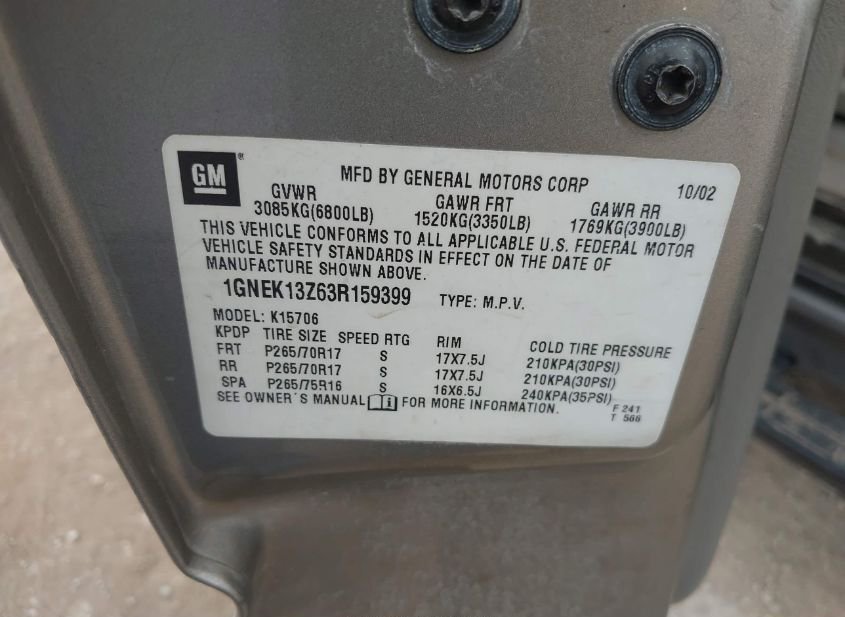 GM®
MFD BY GENERAL MOTORS CORP 10/02
GVWR GAWR FRT GAWR RR
3085KG(6800LB) 1520KG(3350LB) 1769KG(3900LB)
THIS VEHICLE CONFORMS TO ALL APPLICABLE U.S. FEDERAL MOTOR
VEHICLE SAFETY STANDARDS IN EFFECT ON THE DATE OF
MANUFACTURE SHOWN ABOVE.
1GNEK13Z63R159399 TYPE: M.P.V.
MODEL: K15706
KPDP TIRE SIZE SPEED RTG RIM COLD TIRE PRESSURE
FRT P265/70R17 S 17X7.5J 210KPA(30PSI)
RR P265/70R17 S 17X7.5J 210KPA(30PSI)
SPA P265/75R16 S 16X6.5J 240KPA(35PSI)
SEE OWNER'S MANUAL FOR MORE INFORMATION.
F 241
T 566